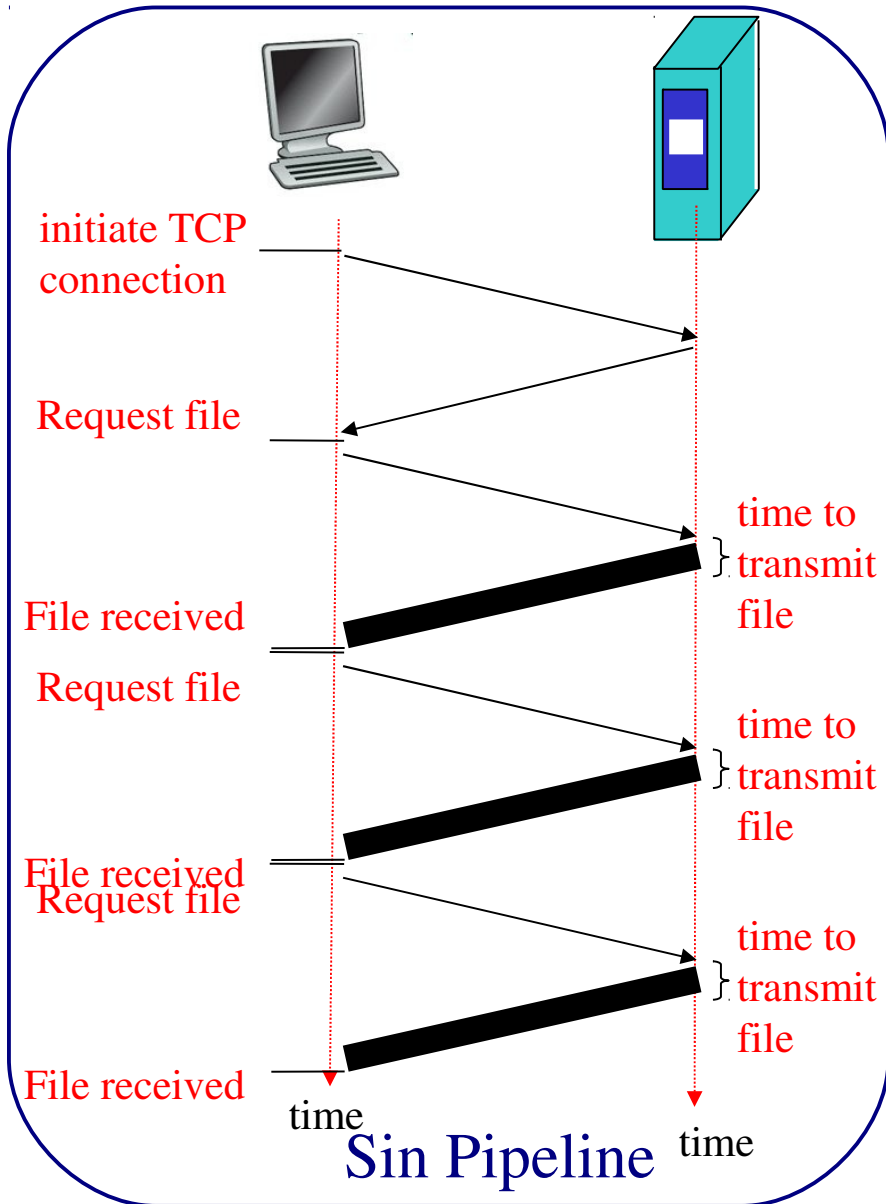 initiate TCP
connection
Request file
time to
transmit
file
File received
Request file
time to
transmit
file
File received
Request file
time to
transmit
file
File received
time
time
Sin Pipeline